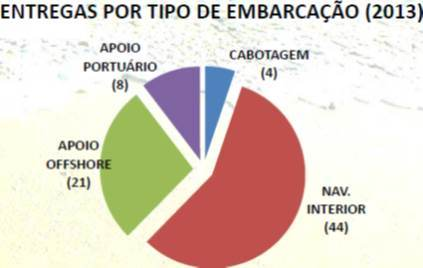 ENTREGAS POR TIPO DE EMBARCAÇÃO (2013)
APOIO
PORTUÁRIO
(8)
CABOTAGEM
(4)
APOIO
OFFSHORE
(21)
NAV.
INTERIOR
(44)